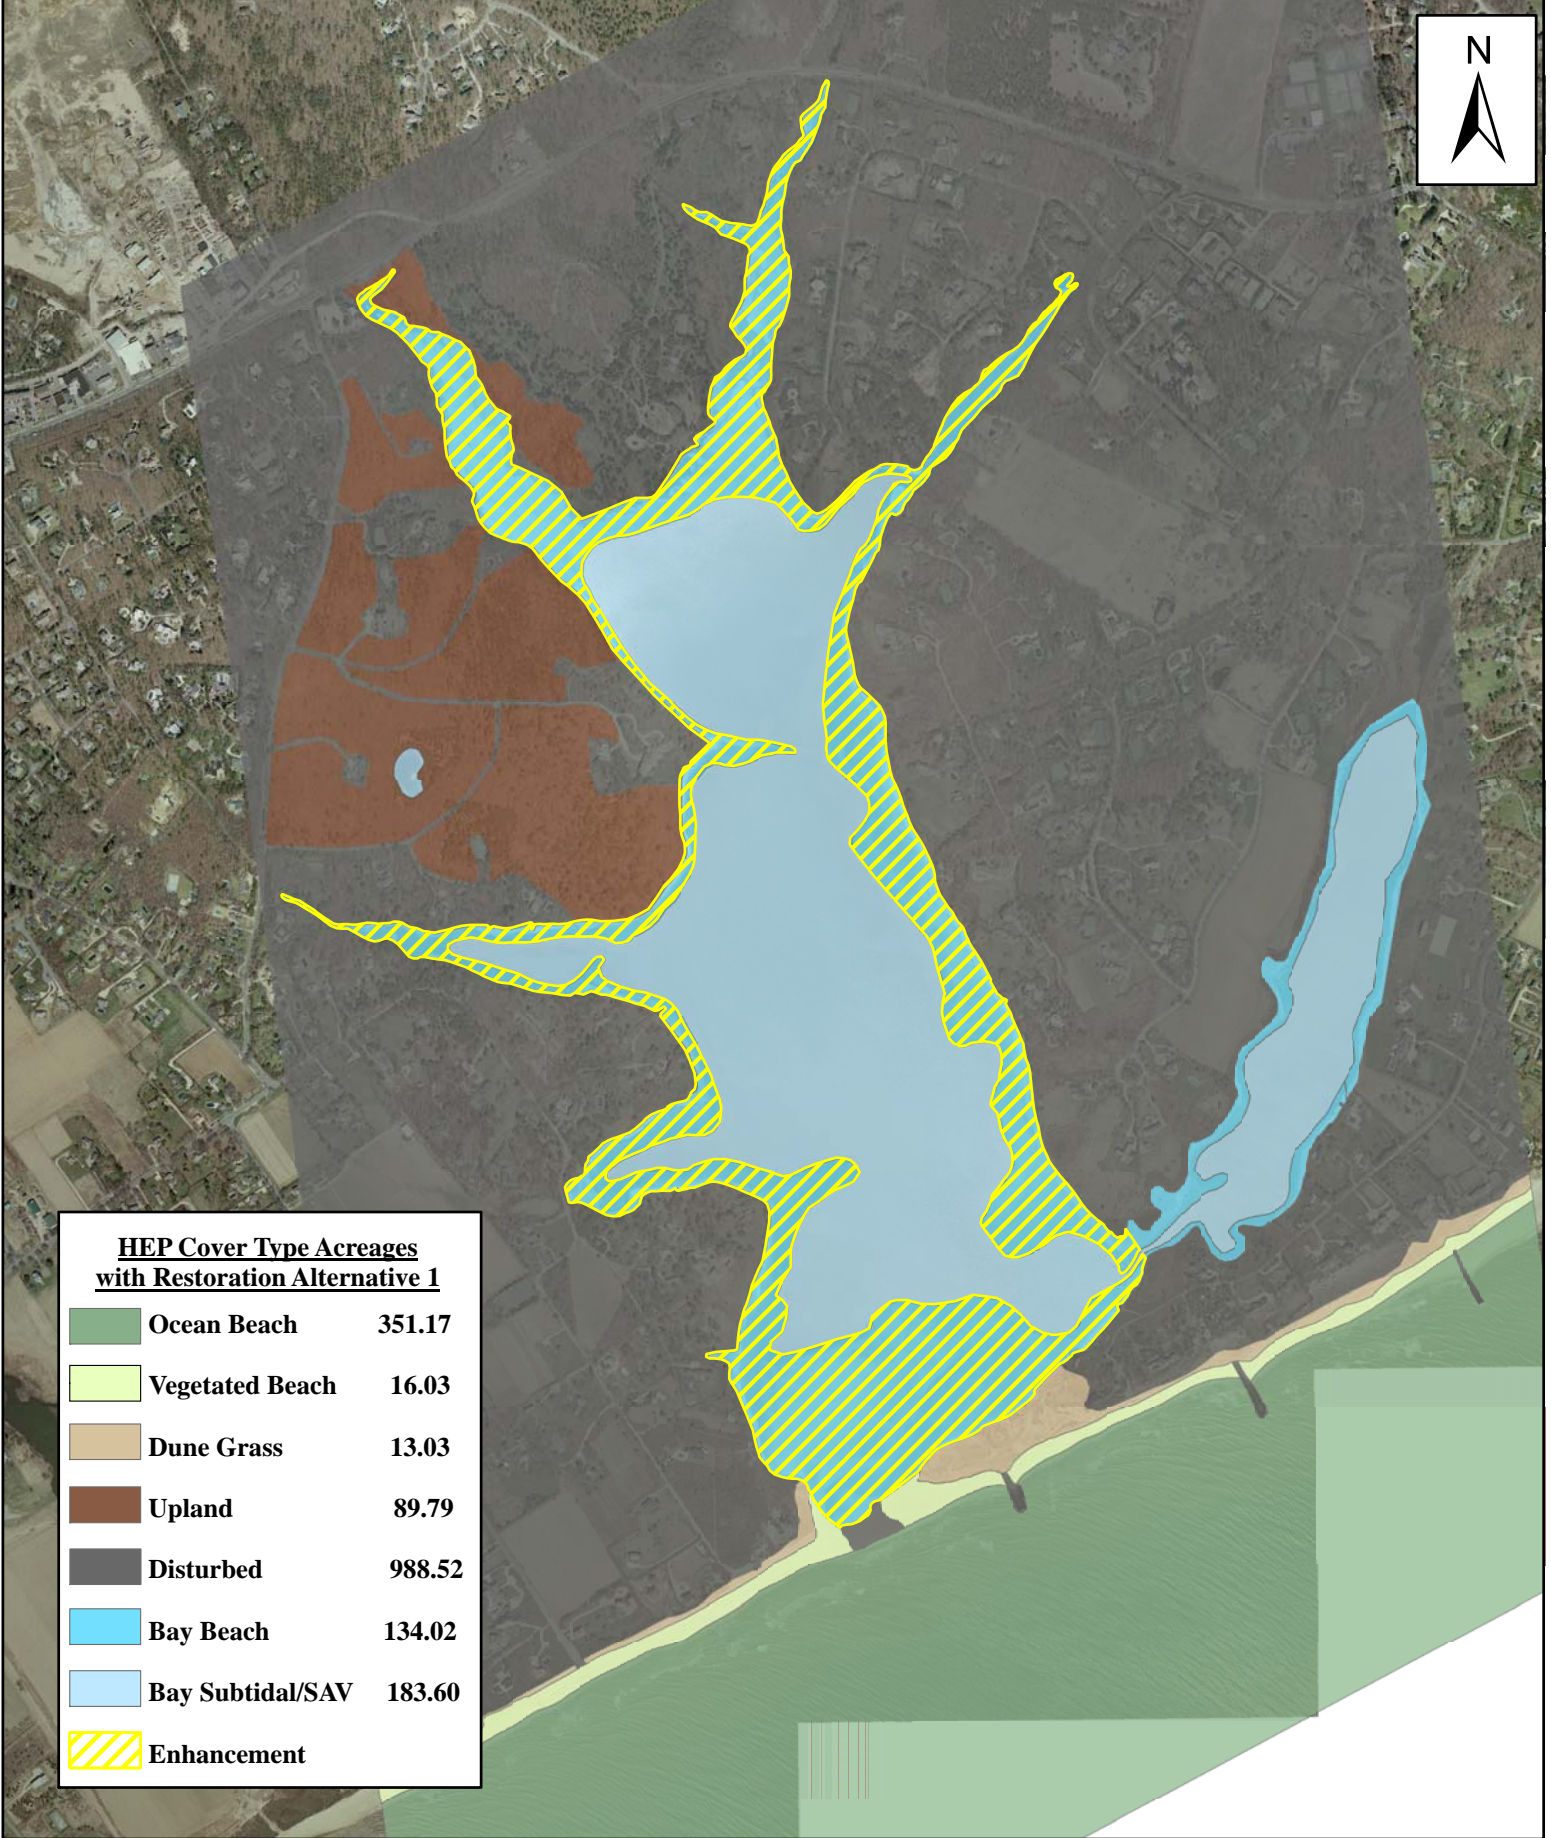 N
HEP Cover Type Acreages
with Restoration Alternative 1
Ocean Beach 351.17
Vegetated Beach 16.03
Dune Grass 13.03
Upland 89.79
Disturbed 988.52
Bay Beach 134.02
Bay Subtidal/SAV 183.60
Enhancement